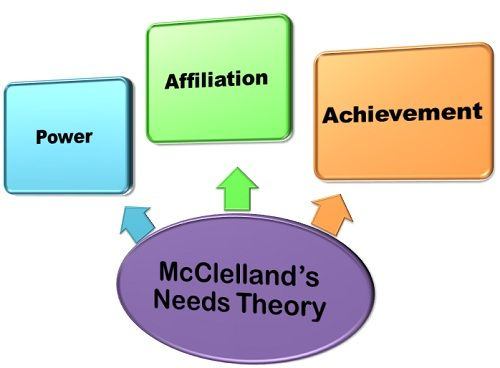 Power
Affiliation
Achievement
McClelland's
Needs Theory